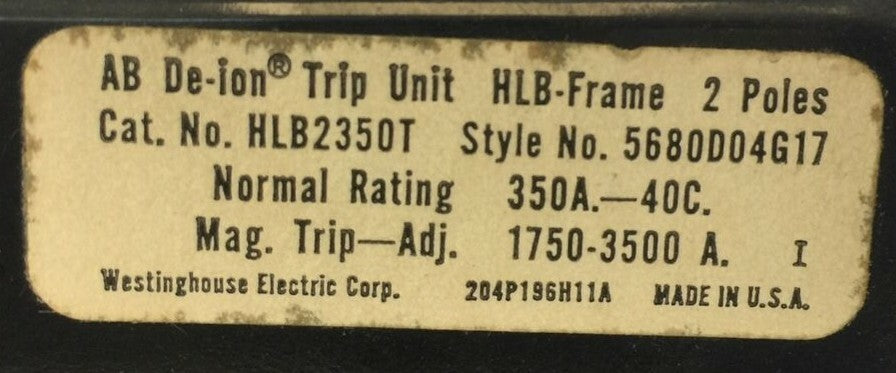 AB De-ion® Trip Unit HLB-Frame 2 Poles
Cat. No. HLB2350T Style No. 5680D04G17
Normal Rating 350A.—40C.
Mag. Trip—Adj. 1750-3500 A. I
Westinghouse Electric Corp. 204P196H11A MADE IN U.S.A.